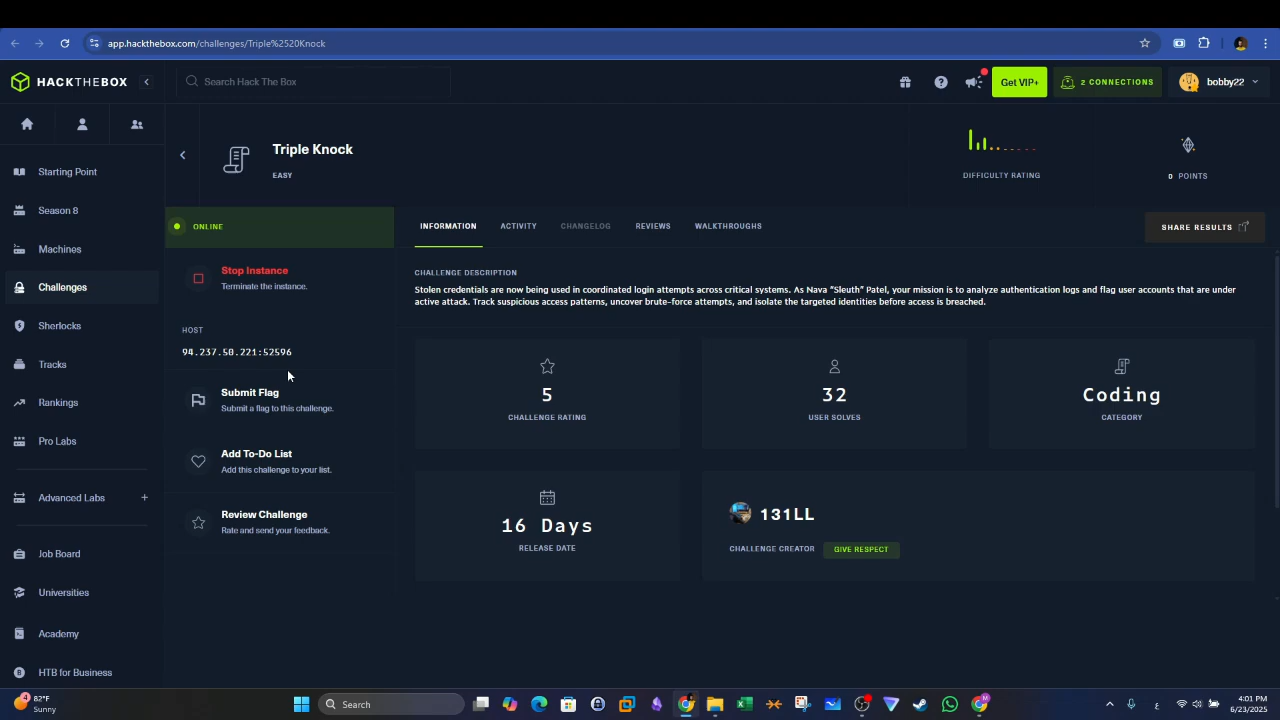 app.hackthebox.com/challenges/Triple%2520Knock
HACKTHEBOX
Search Hack The Box
Get VIP+
2 CONNECTIONS
bobby22
Triple Knock
EASY
DIFFICULTY RATING
0 POINTS
Starting Point
Season 8
Machines
Challenges
Sherlocks
Tracks
Rankings
Pro Labs
Advanced Labs
Job Board
Universities
Academy
HTB for Business
ONLINE
Stop Instance
Terminate the instance.
HOST
94.237.50.221:52596
Submit Flag
Submit a flag to this challenge.
Add To-Do List
Add this challenge to your list.
Review Challenge
Rate and send your feedback.
INFORMATION
ACTIVITY
CHANGELOG
REVIEWS
WALKTHROUGHS
SHARE RESULTS
CHALLENGE DESCRIPTION
Stolen credentials are now being used in coordinated login attempts across critical systems. As Nava “Sleuth” Patel, your mission is to analyze authentication logs and flag user accounts that are under
active attack. Track suspicious access patterns, uncover brute-force attempts, and isolate the targeted identities before access is breached.
5
CHALLENGE RATING
32
USER SOLVES
Coding
CATEGORY
16 Days
RELEASE DATE
131LL
CHALLENGE CREATOR
GIVE RESPECT
4
82°F
Sunny
Search
ع
4:01 PM
6/23/2025